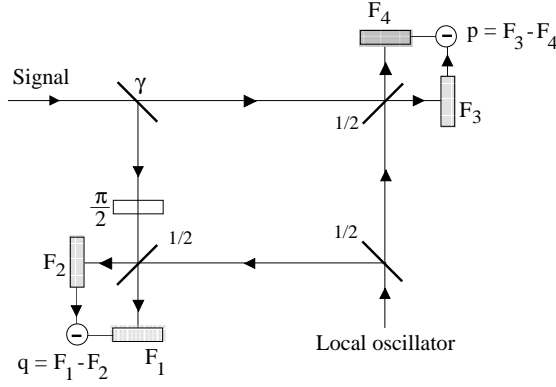 F4
p = F3-F4
Signal
γ
F3
1/2
π/2
1/2
1/2
F2
F1
q = F1-F2
Local oscillator